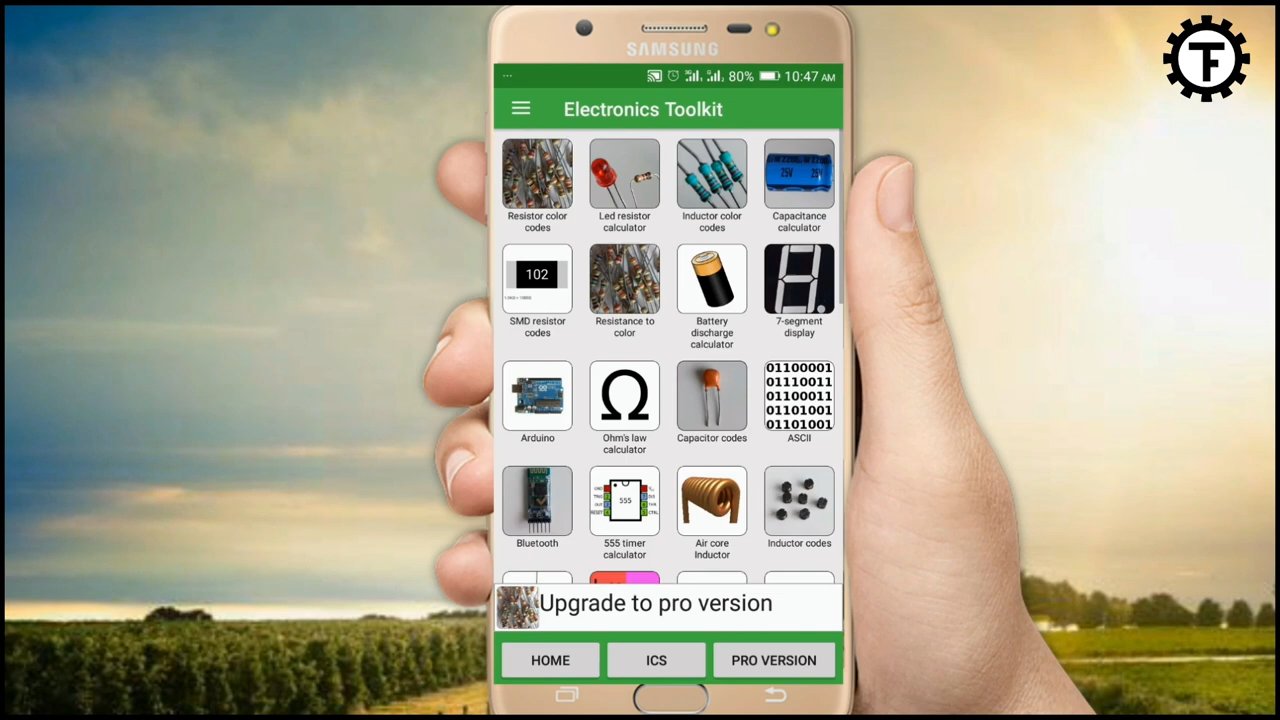 TF
SAMSUNG
80% 10:47 AM
Electronics Toolkit
Resistor color
codes
Led resistor
calculator
Inductor color
codes
25V 25V
Capacitance
calculator
102
SMD resistor
codes
Resistance to
color
Battery
discharge
calculator
7-segment
display
Arduino
Ω
Ohm's law
calculator
Capacitor codes
01100001
01110011
01100011
01101001
01101001
ASCII
Bluetooth
555
555 timer
calculator
Air core
Inductor
Inductor codes
Upgrade to pro version
HOME
ICS
PRO VERSION